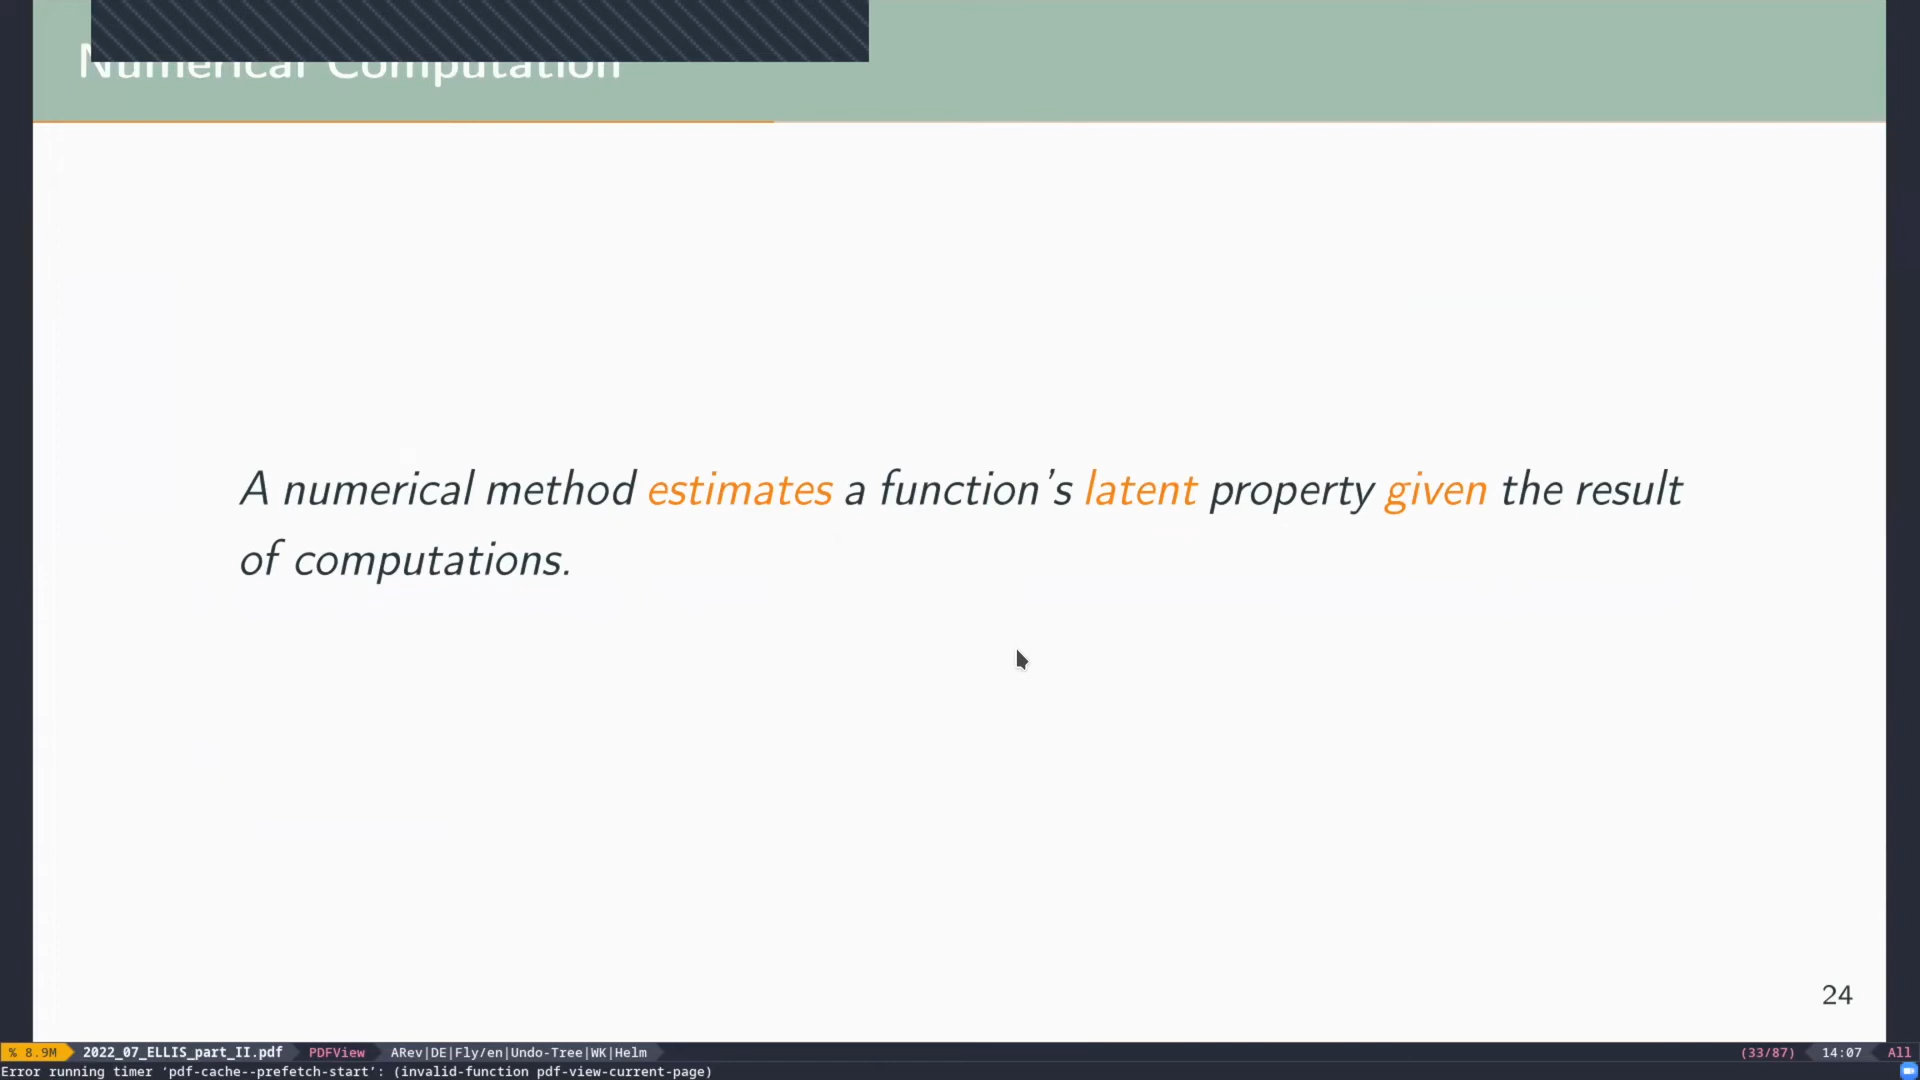 Numerical Computation
A numerical method estimates a function’s latent property given the result
of computations.
24
% 8.9M 2022_07_ELLIS_part_II.pdf PDFView ARev|DE|Fly/en|Undo-Tree|WK|Helm (33/87) 14:07 All
Error running timer ‘pdf-cache--prefetch-start’: (invalid-function pdf-view-current-page)